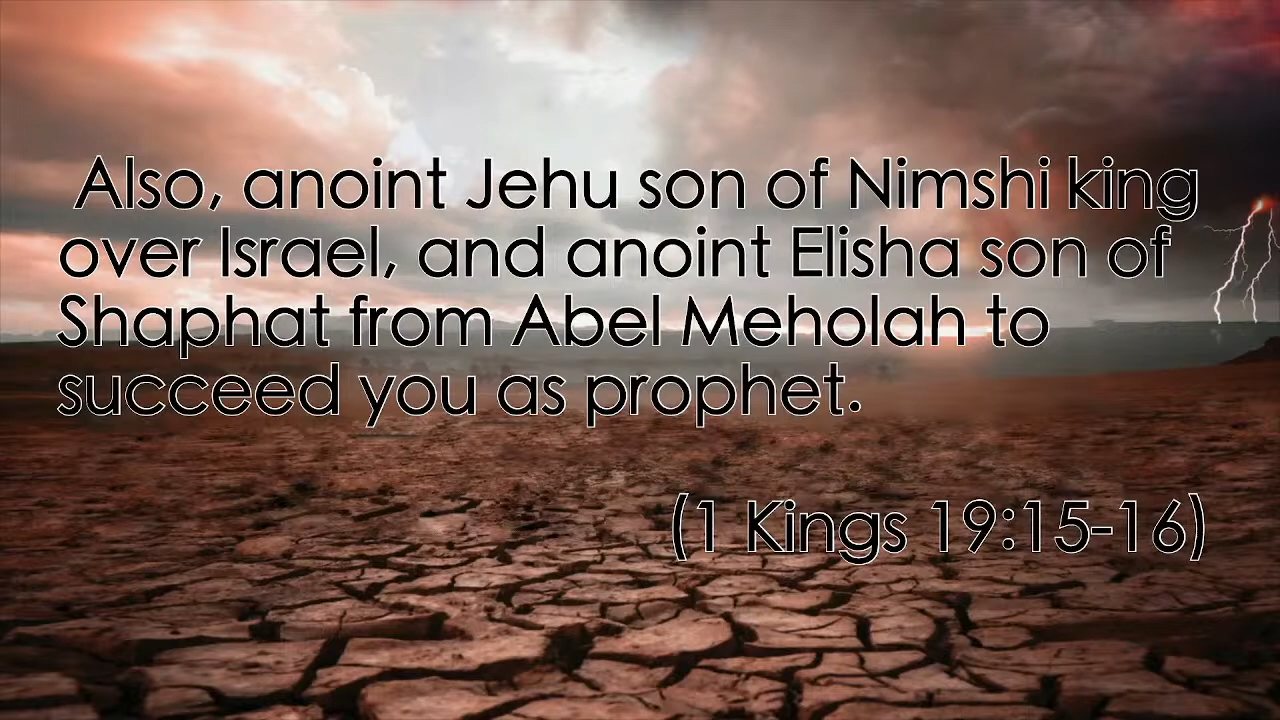 Also, anoint Jehu son of Nimshi king
over Israel, and anoint Elisha son of
Shaphat from Abel Meholah to
succeed you as prophet.
(1 Kings 19:15-16)